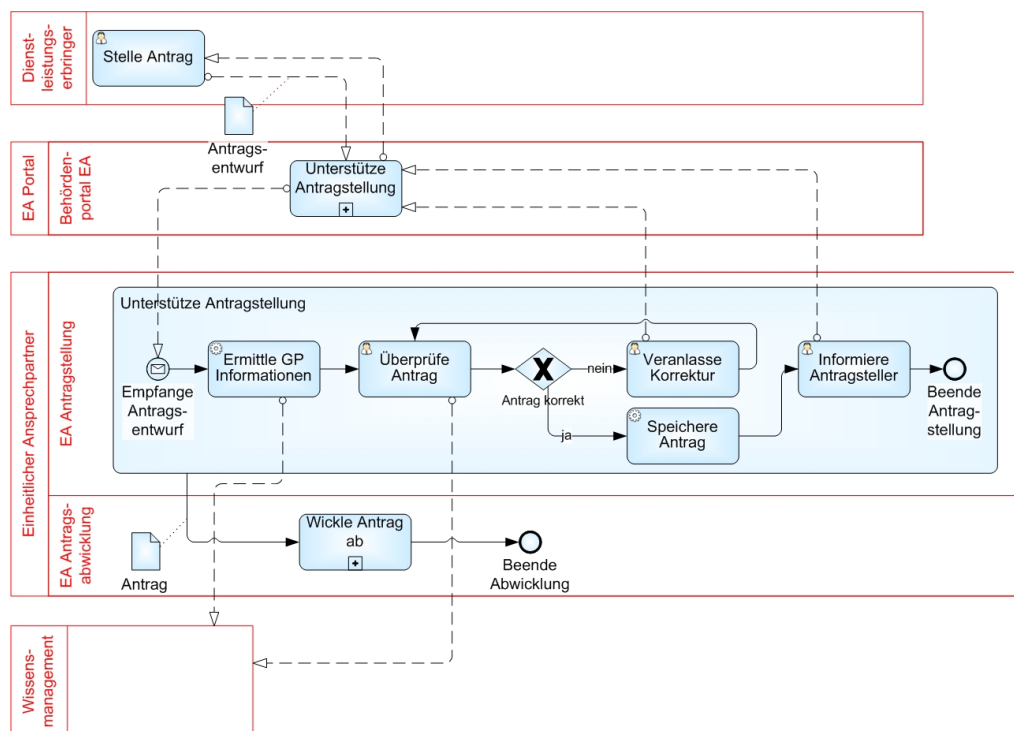 Dienst-
leistungs-
erbringer
Stelle Antrag
Antrags-
entwurf
EA Portal
Behörden-
portal EA
Unterstütze
Antragstellung
Einheitlicher Ansprechpartner
EA Antragstellung
Unterstütze Antragstellung
Empfange
Antrags-
entwurf
Ermittle GP
Informationen
Überprüfe
Antrag
Antrag korrekt
nein
ja
Veranlasse
Korrektur
Speichere
Antrag
Informiere
Antragsteller
Beende
Antrag-
stellung
EA Antrags-
abwicklung
Antrag
Wickle Antrag
ab
Beende
Abwicklung
Wissens-
management